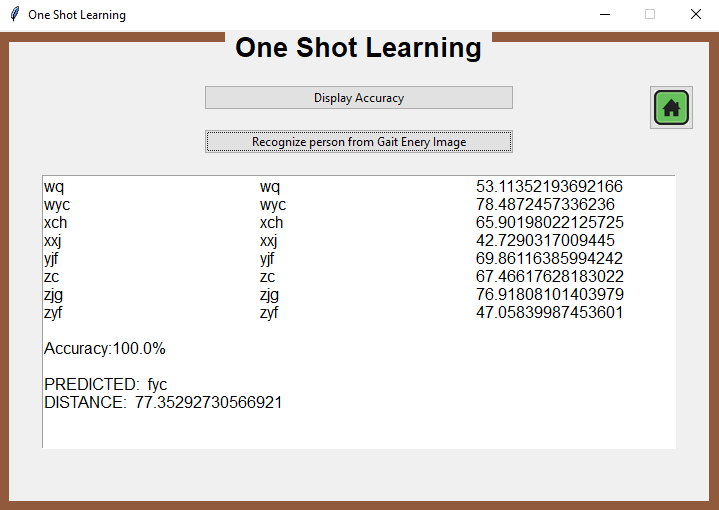 One Shot Learning
One Shot Learning
Display Accuracy
Recognize person from Gait Enery Image
wq wq 53.11352193692166
wyc wyc 78.4872457336236
xch xch 65.90198022125725
xxj xxj 42.7290317009445
yjf yjf 69.86116385994242
zc zc 67.46617628183022
zjg zjg 76.91808101403979
zyf zyf 47.05839987453601
Accuracy:100.0%
PREDICTED: fyc
DISTANCE: 77.35292730566921